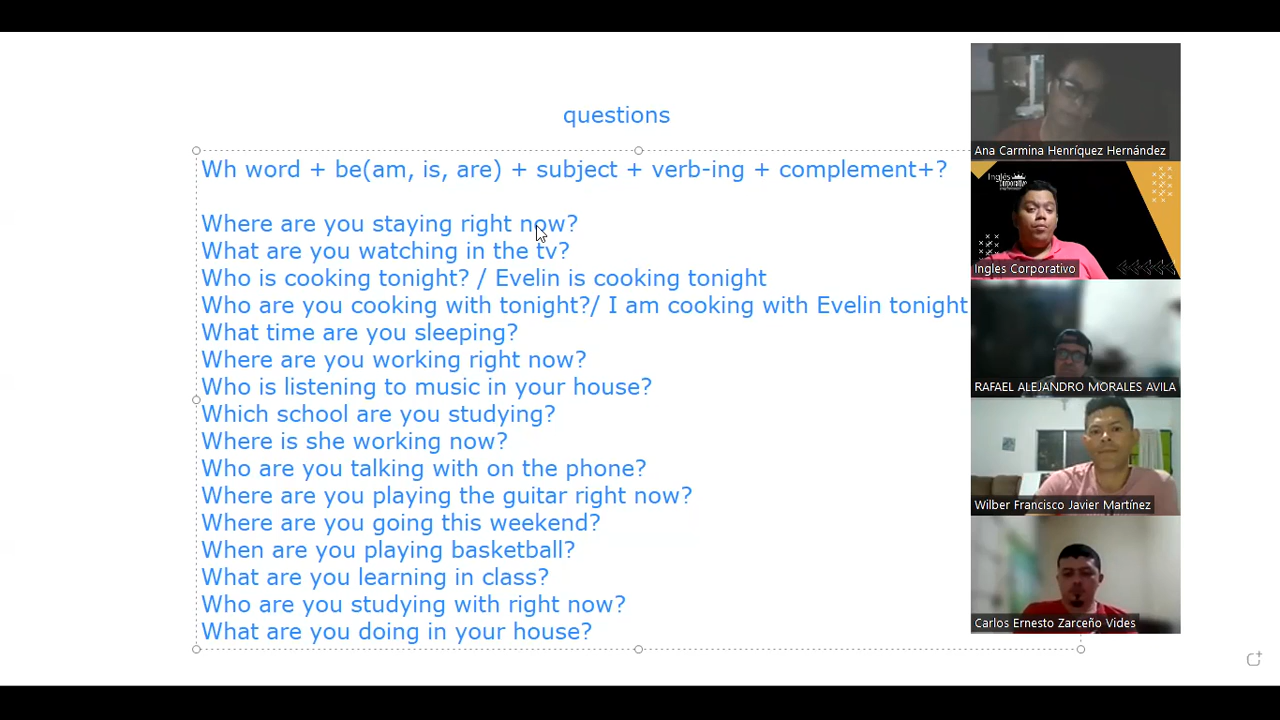 questions
Wh word + be(am, is, are) + subject + verb-ing + complement+?
Where are you staying right now?
What are you watching in the tv?
Who is cooking tonight? / Evelin is cooking tonight
Who are you cooking with tonight?/ I am cooking with Evelin tonight
What time are you sleeping?
Where are you working right now?
Who is listening to music in your house?
Which school are you studying?
Where is she working now?
Who are you talking with on the phone?
Where are you playing the guitar right now?
Where are you going this weekend?
When are you playing basketball?
What are you learning in class?
Who are you studying with right now?
What are you doing in your house?
Ana Carmina Henríquez Hernández
Inglés
Corporativo
Ingles Corporativo
RAFAEL ALEJANDRO MORALES AVILA
Wilber Francisco Javier Martínez
Carlos Ernesto Zarceño Vides